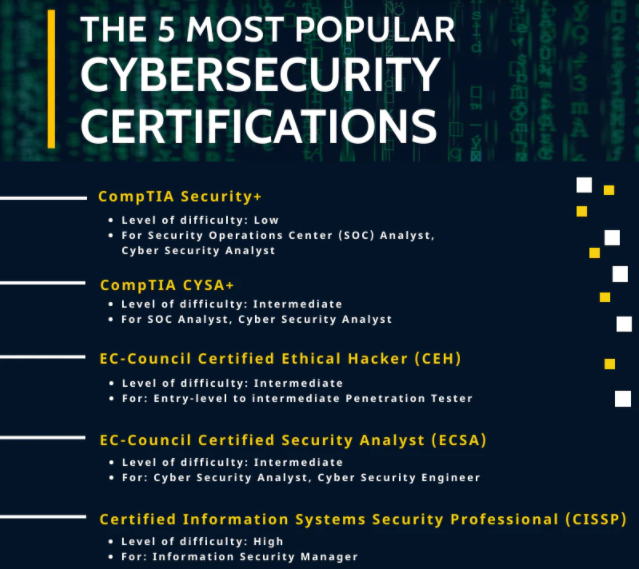 THE 5 MOST POPULAR
CYBERSECURITY
CERTIFICATIONS
CompTIA Security+
• Level of difficulty: Low
• For Security Operations Center (SOC) Analyst,
Cyber Security Analyst
CompTIA CYSA+
• Level of difficulty: Intermediate
• For SOC Analyst, Cyber Security Analyst
EC-Council Certified Ethical Hacker (CEH)
• Level of difficulty: Intermediate
• For: Entry-level to intermediate Penetration Tester
EC-Council Certified Security Analyst (ECSA)
• Level of difficulty: Intermediate
• For: Cyber Security Analyst, Cyber Security Engineer
Certified Information Systems Security Professional (CISSP)
• Level of difficulty: High
• For: Information Security Manager